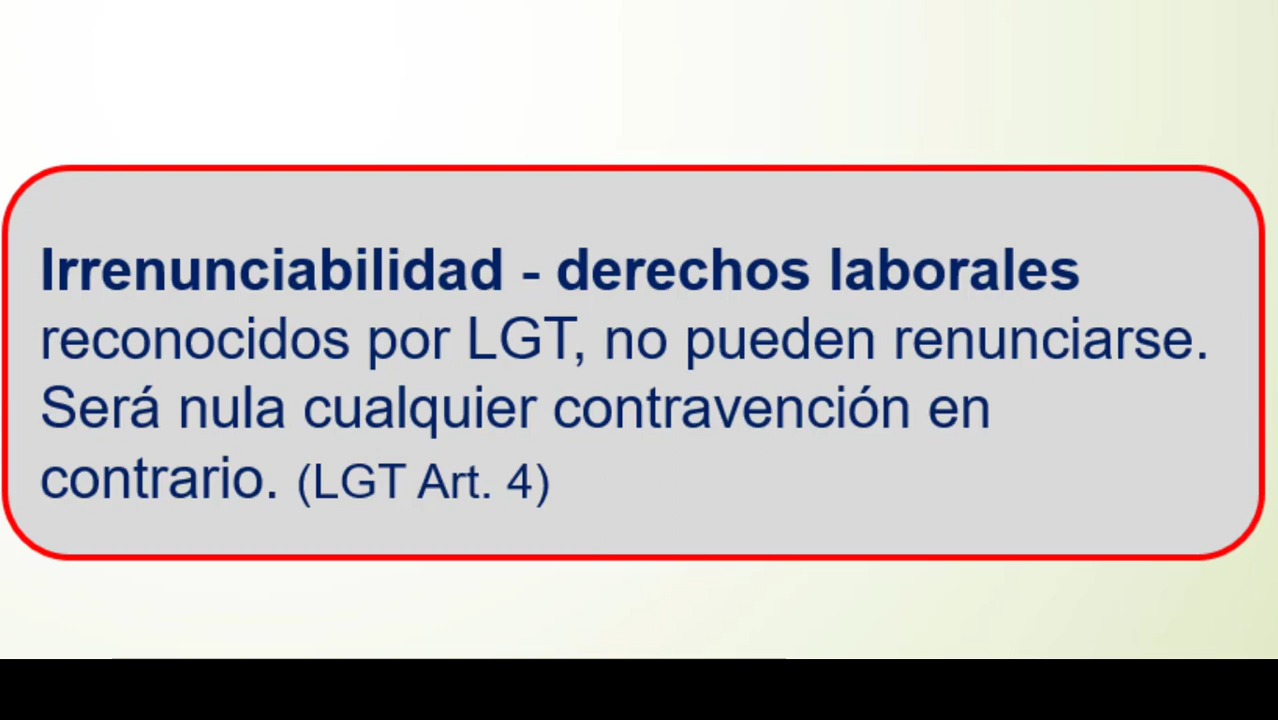 Irrenunciabilidad - derechos laborales
reconocidos por LGT, no pueden renunciarse.
Será nula cualquier contravención en
contrario. (LGT Art. 4)